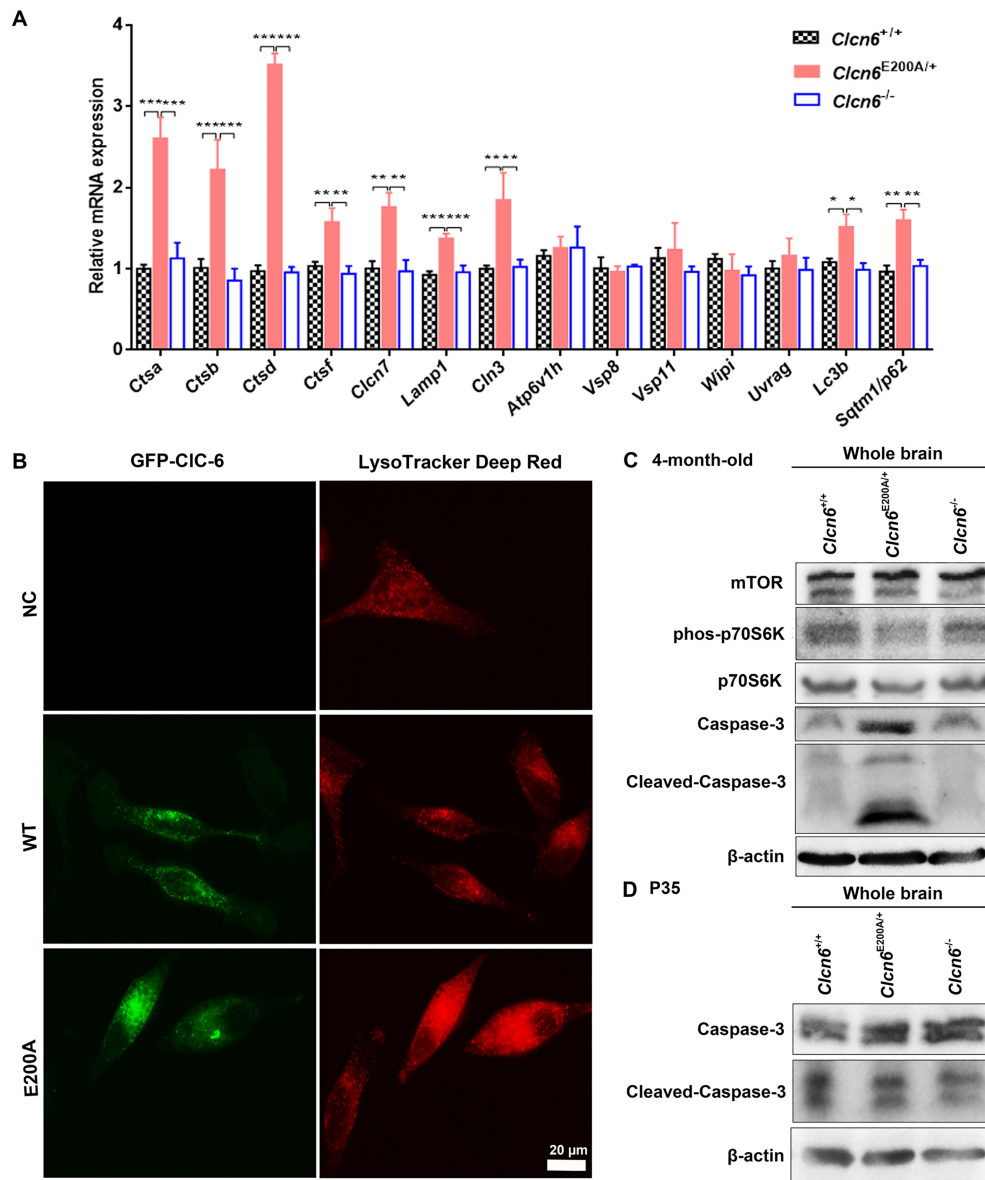 A
Relative mRNA expression
4
3
2
1
0
Clcn6+/+
Clcn6E200A/+
Clcn6-/-
*** ***
*** ***
*** ***
** **
** **
*** ***
** **
* *
** **
Ctsa
Ctsb
Ctsd
Ctsf
Clcn7
Lamp1
Cln3
Atp6v1h
Vsp8
Vsp11
Wipi
Uvrag
Lc3b
Sqtm1/p62
B
GFP-ClC-6
LysoTracker Deep Red
NC
WT
E200A
20 µm
C
4-month-old
Whole brain
Clcn6+/+
Clcn6E200A/+
Clcn6-/-
mTOR
phos-p70S6K
p70S6K
Caspase-3
Cleaved-Caspase-3
β-actin
D
P35
Whole brain
Clcn6+/+
Clcn6E200A/+
Clcn6-/-
Caspase-3
Cleaved-Caspase-3
β-actin